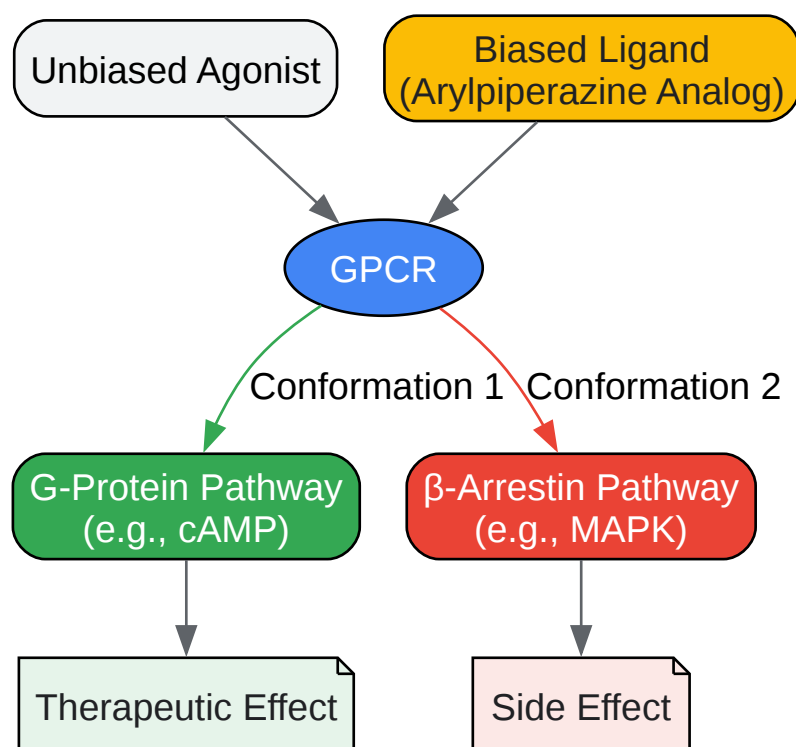 Unbiased Agonist
Biased Ligand
(Arylpiperazine Analog)
GPCR
Conformation 1
Conformation 2
G-Protein Pathway
(e.g., cAMP)
β-Arrestin Pathway
(e.g., MAPK)
Therapeutic Effect
Side Effect